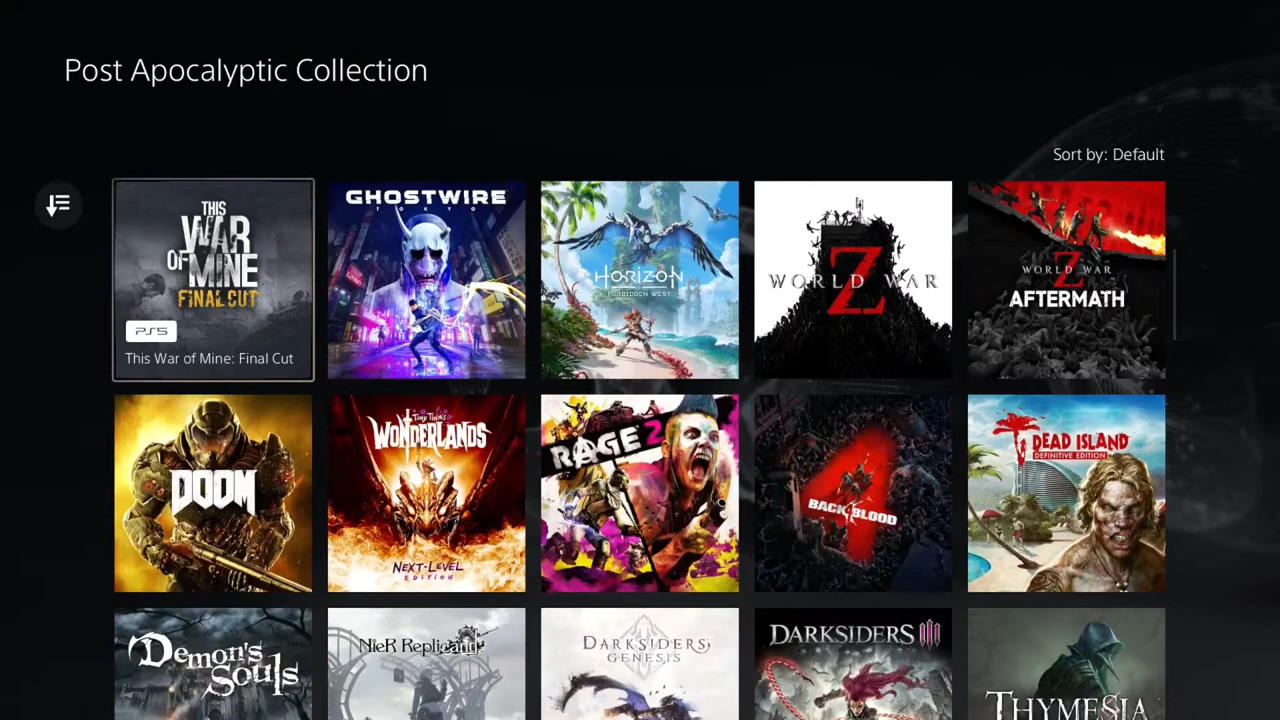 Post Apocalyptic Collection
Sort by: Default
THIS
WAR
OF MINE
FINAL CUT
PS5
This War of Mine: Final Cut
GHOSTWIRE
TOKYO
HORIZON
FORBIDDEN WEST
WORLD WAR
Z
WORLD WAR
Z
AFTERMATH
DOOM
TINY TINA'S
WONDERLANDS
NEXT-LEVEL
EDITION
RAGE 2
4
BACK BLOOD
DEAD ISLAND
DEFINITIVE EDITION
Demon's
Souls
NieR Replicant
DARKSIDERS
GENESIS
DARKSIDERS III
THYMESIA